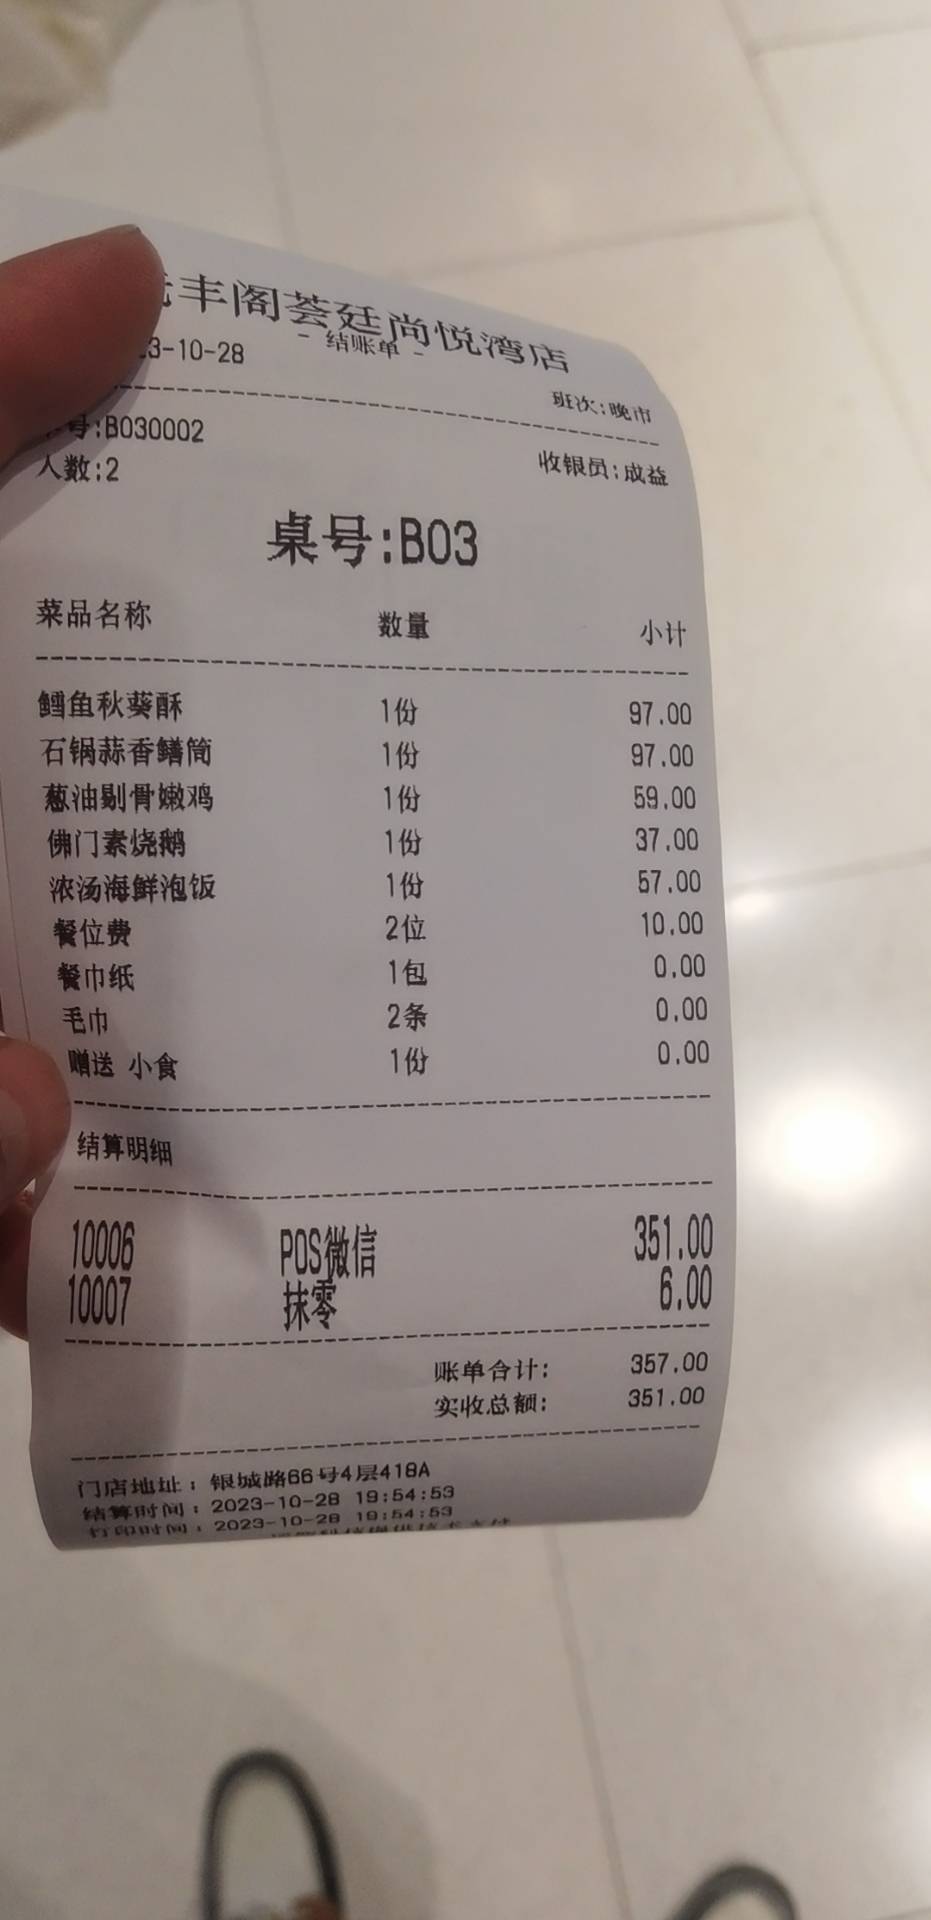 丰阁荟廷尚悦湾店
- 结账单 -
3-10-28
班次:晚市
号:B030002
人数:2
收银员:成益
桌号:B03
菜品名称 数量 小计
鳕鱼秋葵酥 1份 97.00
石锅蒜香鳝筒 1份 97.00
葱油剔骨嫩鸡 1份 59.00
佛门素烧鹅 1份 37.00
浓汤海鲜泡饭 1份 57.00
餐位费 2位 10.00
餐巾纸 1包 0.00
毛巾 2条 0.00
赠送 小食 1份 0.00
结算明细
10006 POS微信 351.00
10007 抹零 6.00
账单合计: 357.00
实收总额: 351.00
门店地址：银城路66号4层418A
结算时间：2023-10-28 19:54:53
打印时间：2023-10-28 19:54:53